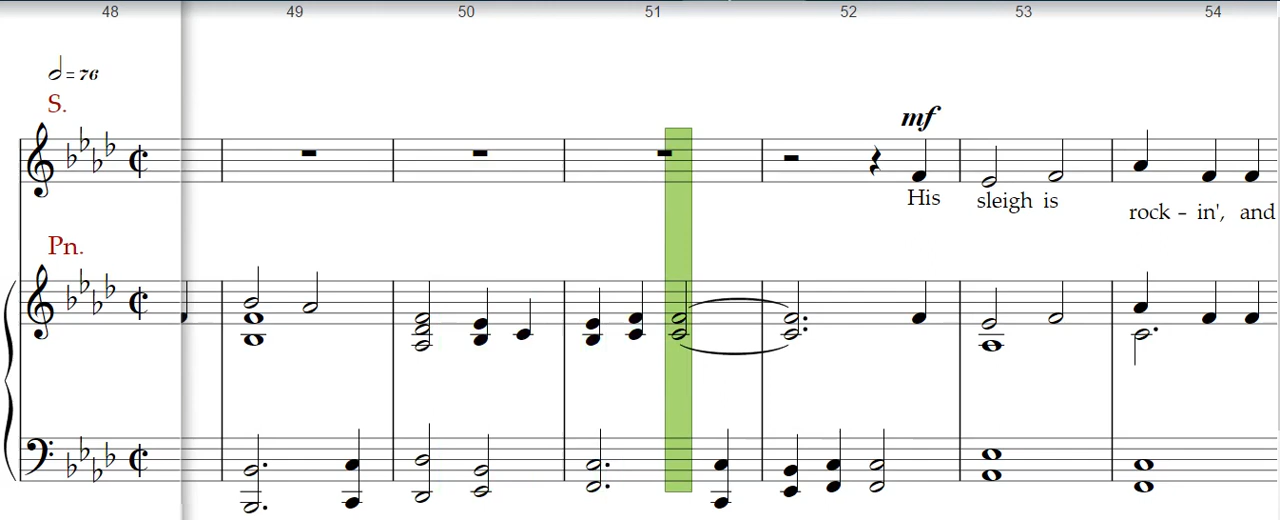 48 49 50 51 52 53 54
𝅗𝅥 = 76
S.
mf
His sleigh is rock - in', and
Pn.